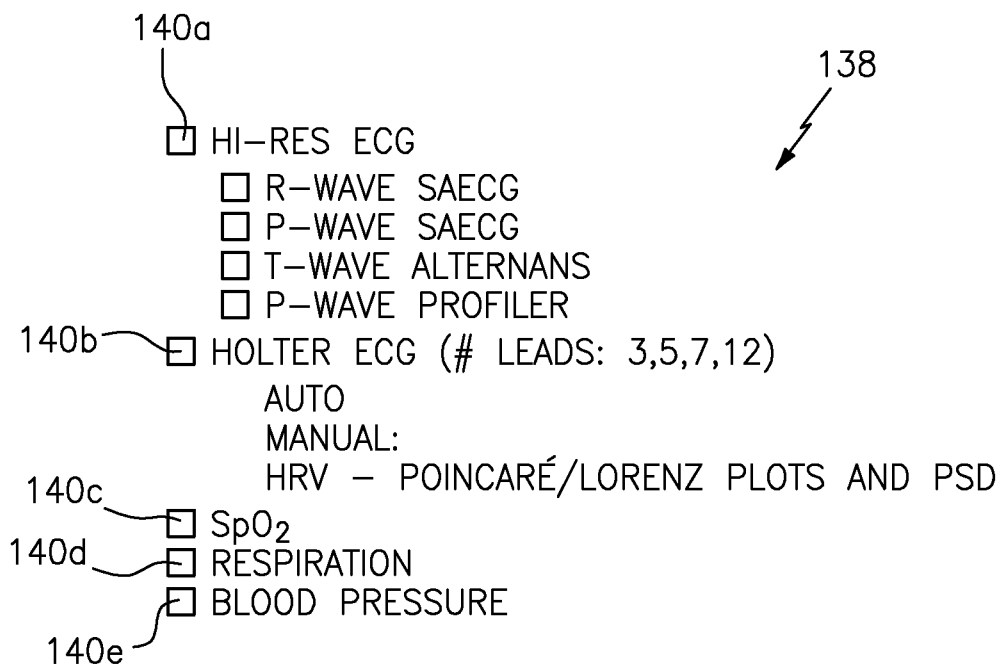 140a
138
HI-RES ECG
R-WAVE SAECG
P-WAVE SAECG
T-WAVE ALTERNANS
P-WAVE PROFILER
140b
HOLTER ECG (# LEADS: 3,5,7,12)
AUTO
MANUAL:
HRV - POINCARÉ/LORENZ PLOTS AND PSD
140c
SpO2
140d
RESPIRATION
BLOOD PRESSURE
140e